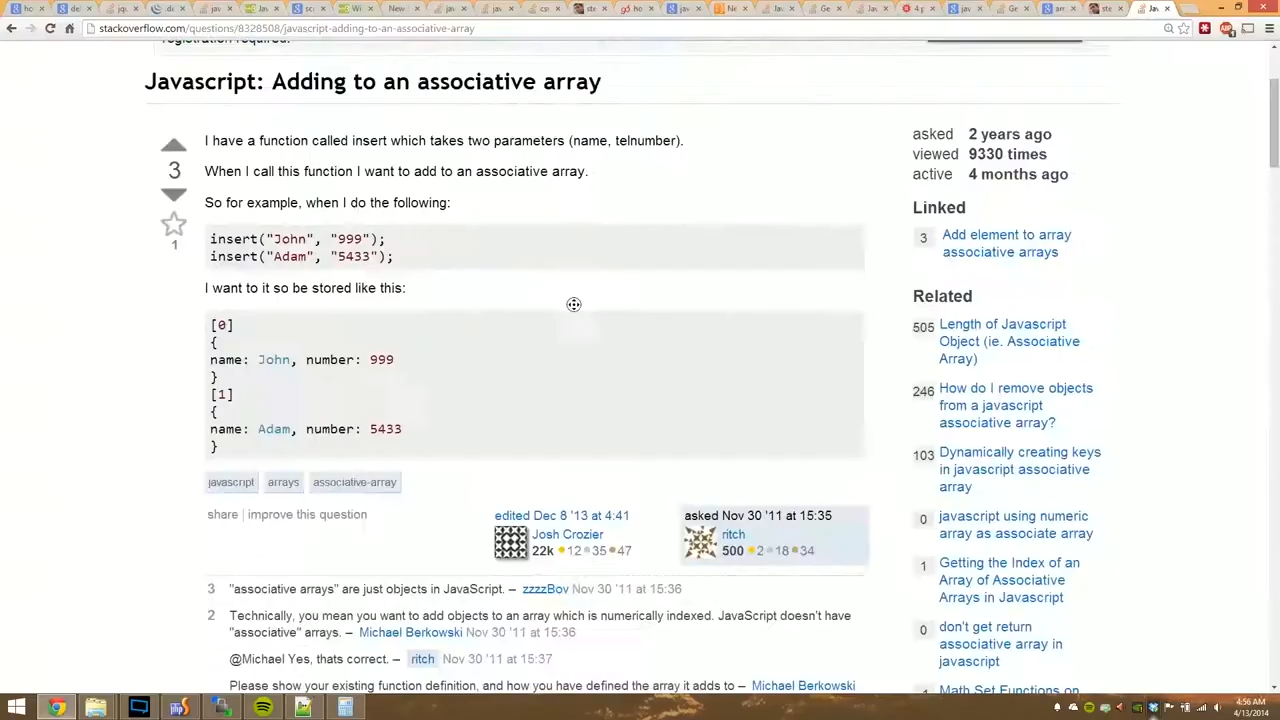 stackoverflow.com/questions/8328508/javascript-adding-to-an-associative-array
registration required.
Javascript: Adding to an associative array
I have a function called insert which takes two parameters (name, telnumber).
3
When I call this function I want to add to an associative array.
So for example, when I do the following:
1
insert("John", "999");
insert("Adam", "5433");
I want to it so be stored like this:
[0]
{
name: John, number: 999
}
[1]
{
name: Adam, number: 5433
}
javascript arrays associative-array
share | improve this question
edited Dec 8 '13 at 4:41
Josh Crozier
22k 12 35 47
asked Nov 30 '11 at 15:35
ritch
500 2 18 34
3 "associative arrays" are just objects in JavaScript. – zzzzBov Nov 30 '11 at 15:36
2 Technically, you mean you want to add objects to an array which is numerically indexed. JavaScript doesn't have
"associative" arrays. – Michael Berkowski Nov 30 '11 at 15:36
@Michael Yes, thats correct. – ritch Nov 30 '11 at 15:37
Please show your existing function definition, and how you have defined the array it adds to – Michael Berkowski
asked 2 years ago
viewed 9330 times
active 4 months ago
Linked
3 Add element to array
associative arrays
Related
505 Length of Javascript
Object (ie. Associative
Array)
246 How do I remove objects
from a javascript
associative array?
103 Dynamically creating keys
in javascript associative
array
0 javascript using numeric
array as associate array
1 Getting the Index of an
Array of Associative
Arrays in Javascript
0 don't get return
associative array in
javascript
Math Set Functions on
4:56 AM
4/13/2014